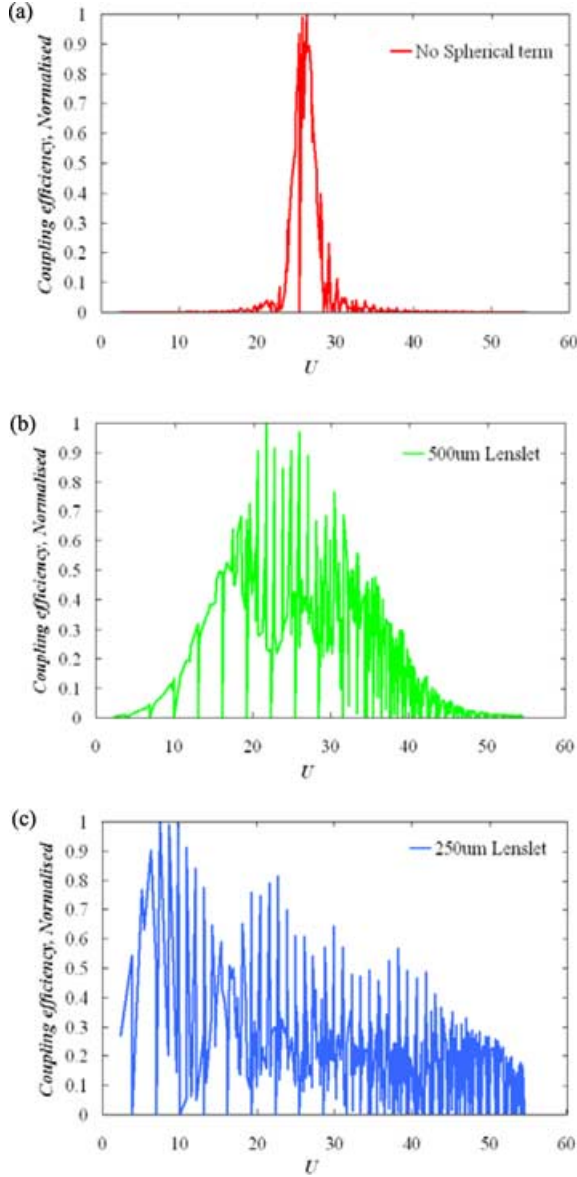 (a)
Coupling efficiency, Normalised
1
0.9
0.8
0.7
0.6
0.5
0.4
0.3
0.2
0.1
0
No Spherical term
0 10 20 30 40 50 60
U
(b)
Coupling efficiency, Normalised
1
0.9
0.8
0.7
0.6
0.5
0.4
0.3
0.2
0.1
0
500um Lenslet
0 10 20 30 40 50 60
U
(c)
Coupling efficiency, Normalised
1
0.9
0.8
0.7
0.6
0.5
0.4
0.3
0.2
0.1
0
250um Lenslet
0 10 20 30 40 50 60
U